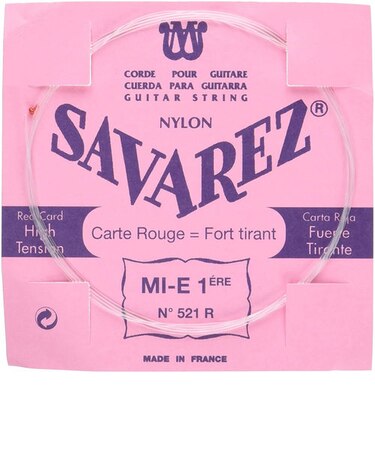 CORDE POUR GUITARE
CUERDA PARA GUITARRA
GUITAR STRING
NYLON
SAVAREZ®
Red Card
High
Tension
Carte Rouge = Fort tirant
Carta Roja
Fuerte
Tirante
MI-E 1ÉRE
N° 521 R
MADE IN FRANCE